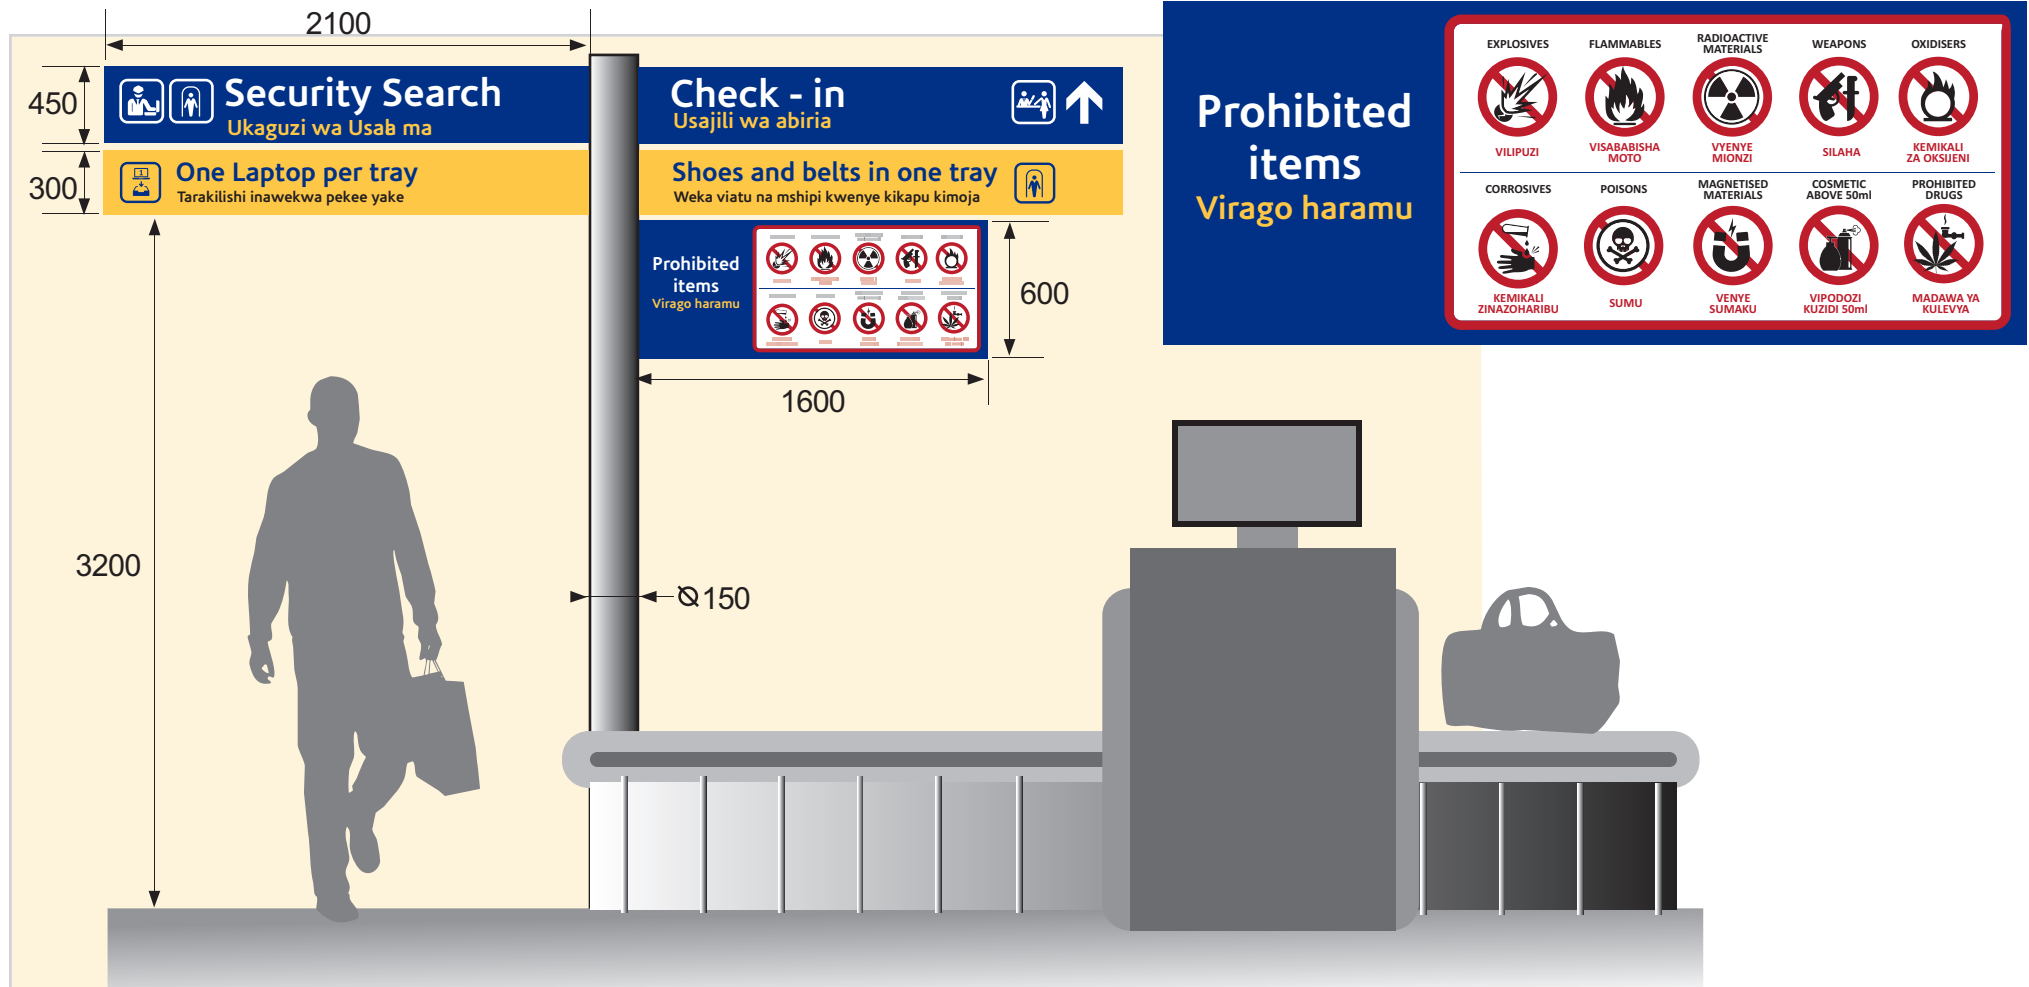 2100
450
Security Search
Ukaguzi wa Usab ma
Check - in
Usajili wa abiria
300
One Laptop per tray
Tarakilishi inawekwa pekee yake
Shoes and belts in one tray
Weka viatu na mshipi kwenye kikapu kimoja
Prohibited
items
Virago haramu
600
1600
3200
Ø150
Prohibited
items
Virago haramu
EXPLOSIVES
VILIPUZI
FLAMMABLES
VISABABISHA
MOTO
RADIOACTIVE
MATERIALS
VYENYE
MIONZI
WEAPONS
SILAHA
OXIDISERS
KEMIKALI
ZA OKSIJENI
CORROSIVES
KEMIKALI
ZINAZOHARIBU
POISONS
SUMU
MAGNETISED
MATERIALS
VENYE
SUMAKU
COSMETIC
ABOVE 50ml
VIPODOZI
KUZIDI 50ml
PROHIBITED
DRUGS
MADAWA YA
KULEVYA